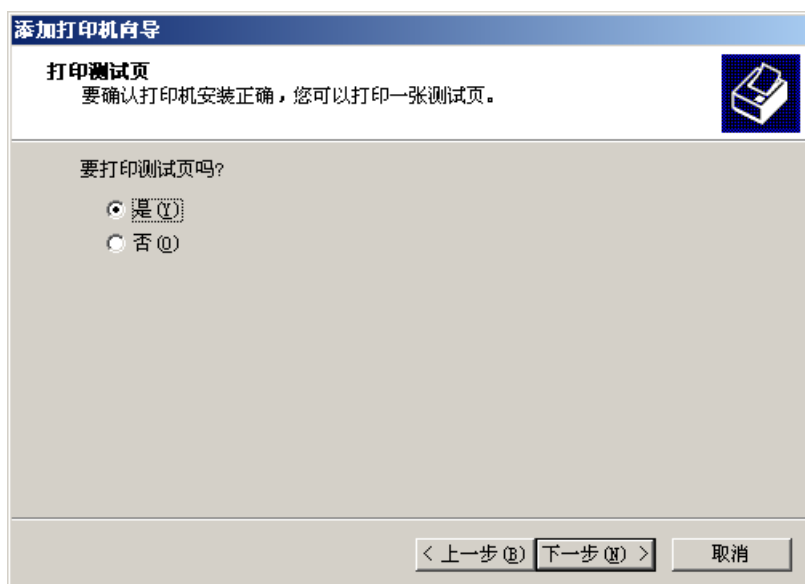 添加打印机向导
打印测试页
要确认打印机安装正确，您可以打印一张测试页。
要打印测试页吗?
是(Y)
否(O)
< 上一步(B) 下一步(N) > 取消